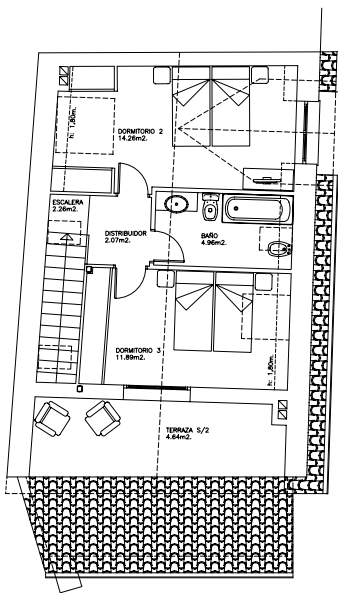 h: 1,80m.
DORMITORIO 2
14.26m2.
ESCALERA
2.26m2.
DISTRIBUIDOR
2.07m2.
BAÑO
4.96m2.
DORMITORIO 3
11.89m2.
h: 1,80m.
TERRAZA S/2
4.64m2.